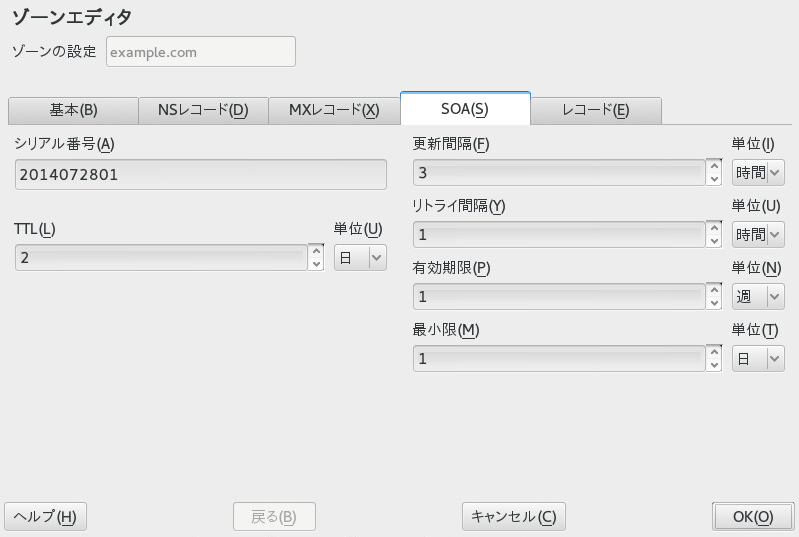 ゾーンエディタ
ゾーンの設定 example.com
基本(B) NSレコード(D) MXレコード(X) SOA(S) レコード(E)
シリアル番号(A)
2014072801
TTL(L) 単位(U)
2 日
更新間隔(F) 単位(I)
3 時間
リトライ間隔(Y) 単位(U)
1 時間
有効期限(P) 単位(N)
1 週
最小限(M) 単位(T)
1 日
ヘルプ(H) 戻る(B) キャンセル(C) OK(O)